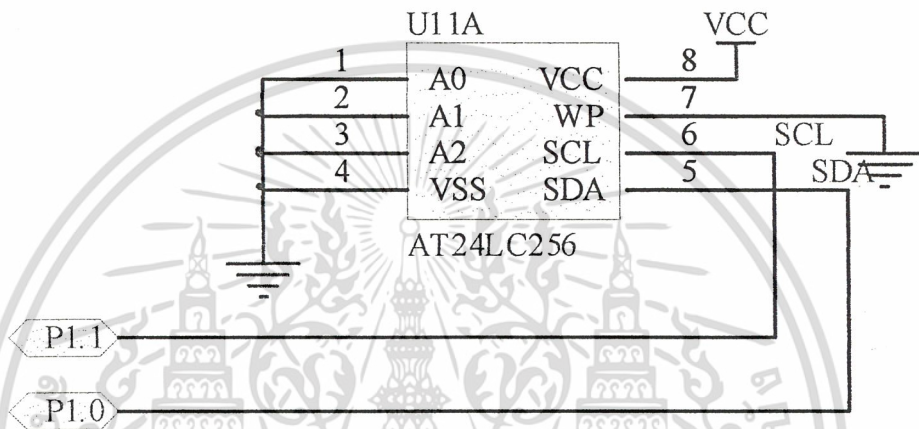 U11A
VCC
1 A0 VCC 8
2 A1 WP 7
3 A2 SCL 6 SCL
4 VSS SDA 5 SDA
AT24LC256
P1.1
P1.0